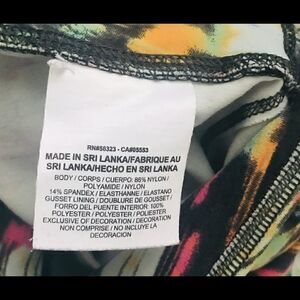 RN#56323 - CA#05553
MADE IN SRI LANKA/FABRIQUE AU
SRI LANKA/HECHO EN SRI LANKA
BODY / CORPS / CUERPO: 86% NYLON /
POLYAMIDE / NYLON
14% SPANDEX / ELASTHANNE / ELASTANO
GUSSET LINING / DOUBLURE DE GOUSSET /
FORRO DEL PUENTE INTERIOR: 100%
POLYESTER / POLYESTER / POLIÉSTER
EXCLUSIVE OF DECORATION / DECORATION
NON COMPRISE / NO INCLUYE LA
DECORACION